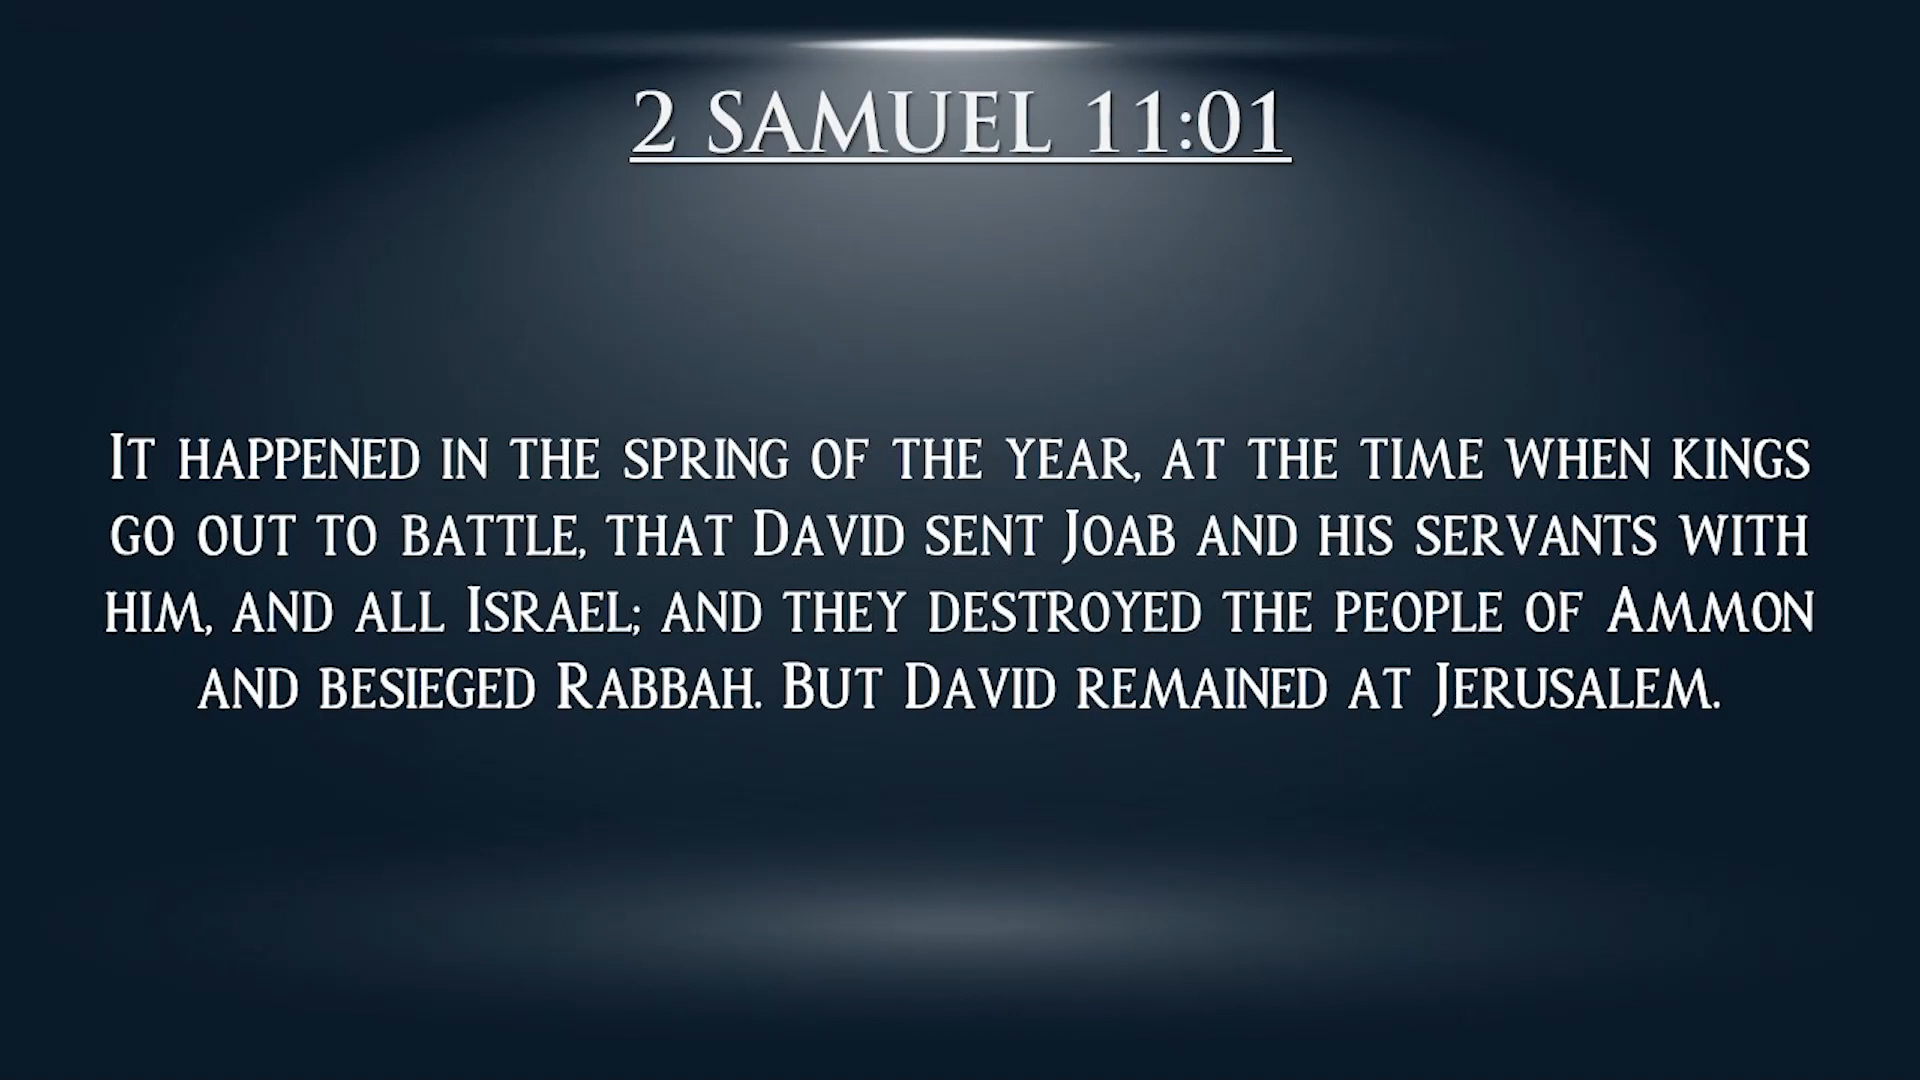 2 SAMUEL 11:01
It happened in the spring of the year, at the time when kings
go out to battle, that David sent Joab and his servants with
him, and all Israel; and they destroyed the people of Ammon
and besieged Rabbah. But David remained at Jerusalem.